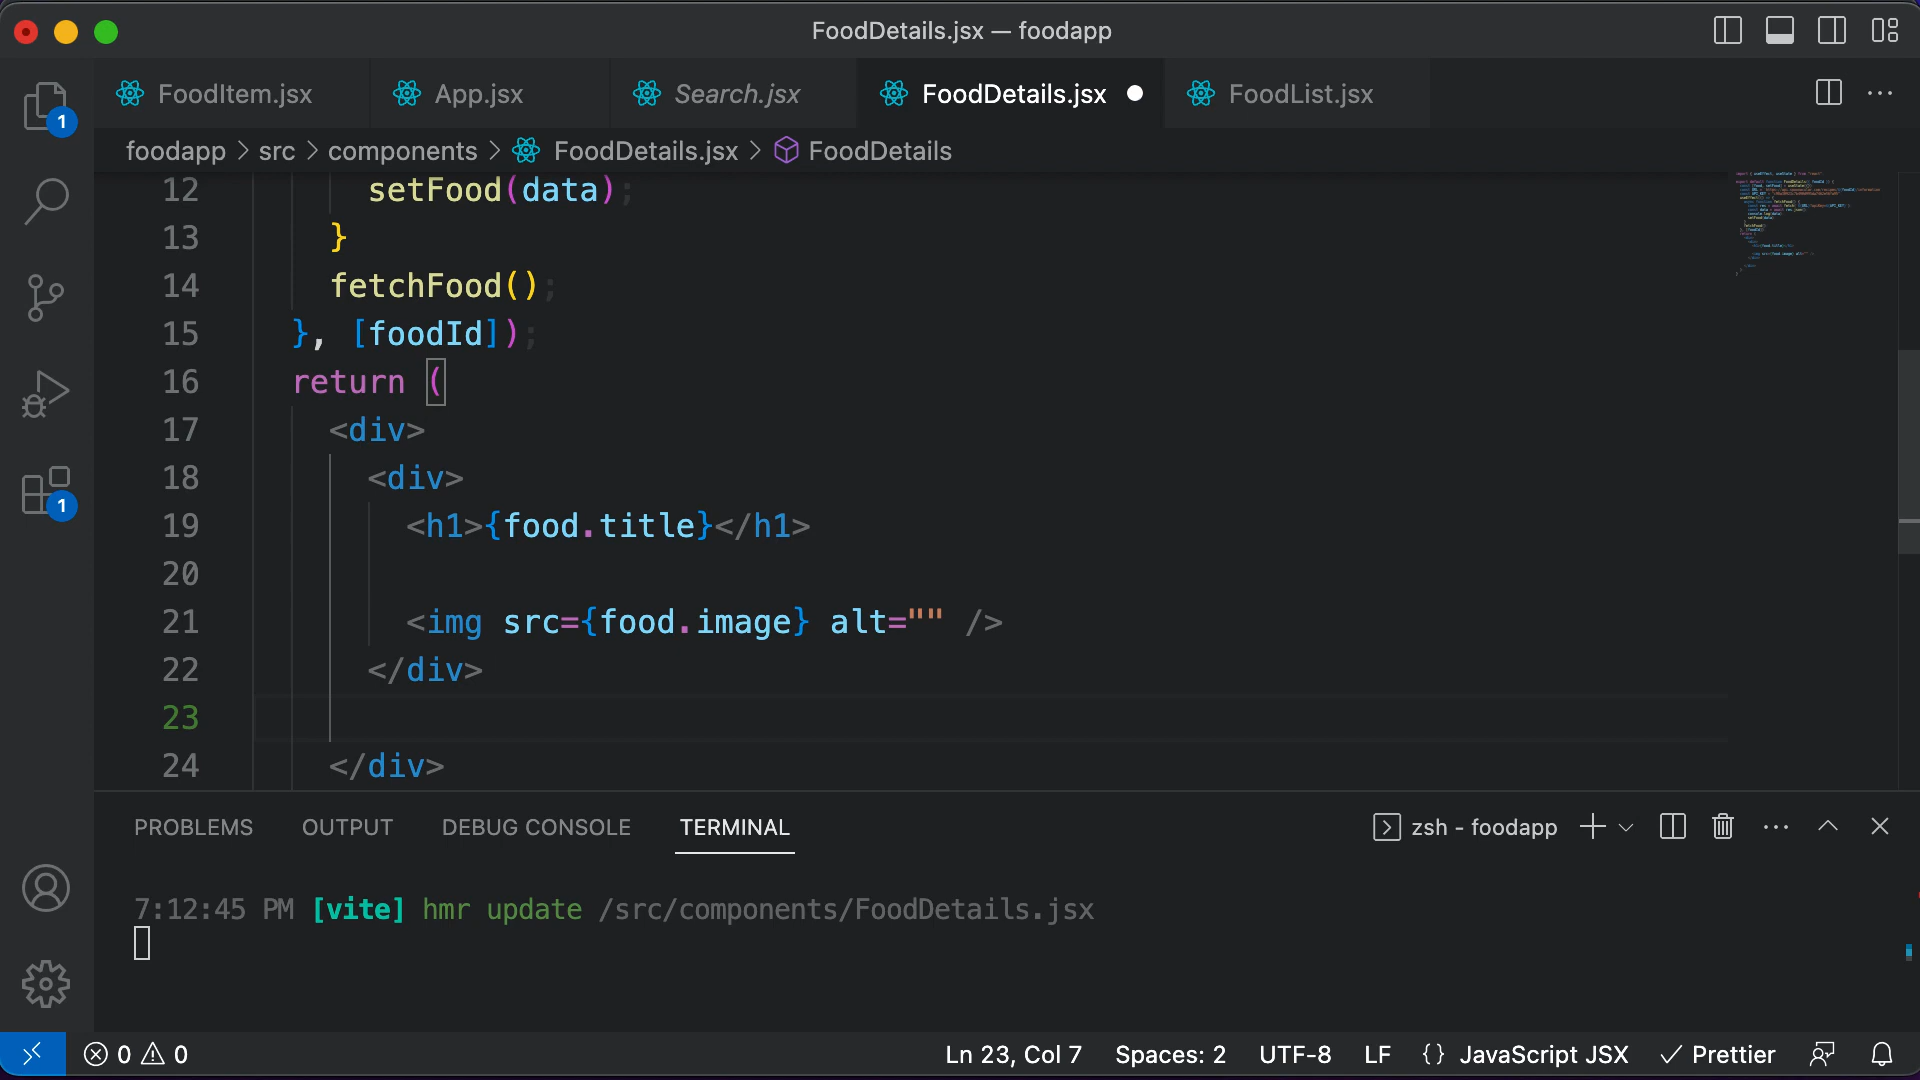 FoodDetails.jsx — foodapp
FoodItem.jsx App.jsx Search.jsx FoodDetails.jsx FoodList.jsx
foodapp > src > components > FoodDetails.jsx > FoodDetails
12 setFood(data);
13 }
14 fetchFood();
15 }, [foodId]);
16 return (
17 <div>
18 <div>
19 <h1>{food.title}</h1>
20
21 <img src={food.image} alt="" />
22 </div>
23
24 </div>
1
1
PROBLEMS OUTPUT DEBUG CONSOLE TERMINAL zsh - foodapp
7:12:45 PM [vite] hmr update /src/components/FoodDetails.jsx
0 0 Ln 23, Col 7 Spaces: 2 UTF-8 LF {} JavaScript JSX Prettier